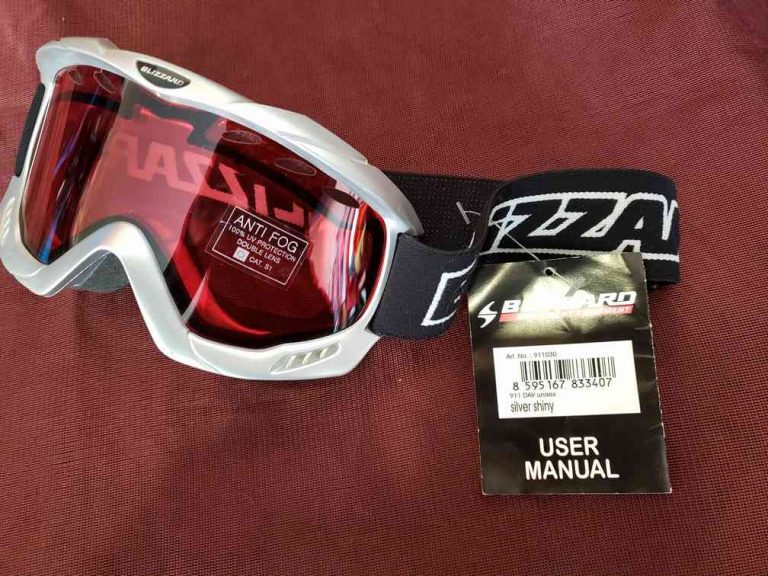 BLIZZARD
ANTI FOG
100% UV PROTECTION
DOUBLE LENS
CAT. S1
IZZAR
BLIZZARD
Art. No.: 911030
8 595167 833407
911 DAV unisex
silver shiny
USER
MANUAL